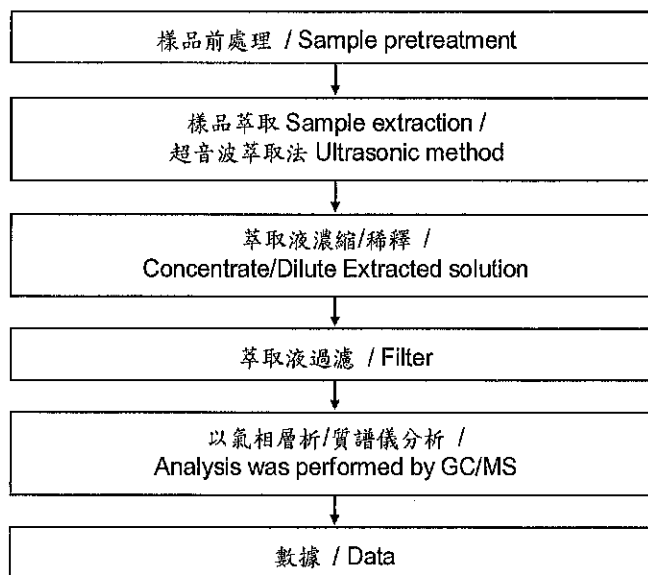 樣品前處理 / Sample pretreatment
樣品萃取 Sample extraction /
超音波萃取法 Ultrasonic method
萃取液濃縮/稀釋 /
Concentrate/Dilute Extracted solution
萃取液過濾 / Filter
以氣相層析/質譜儀分析 /
Analysis was performed by GC/MS
數據 / Data